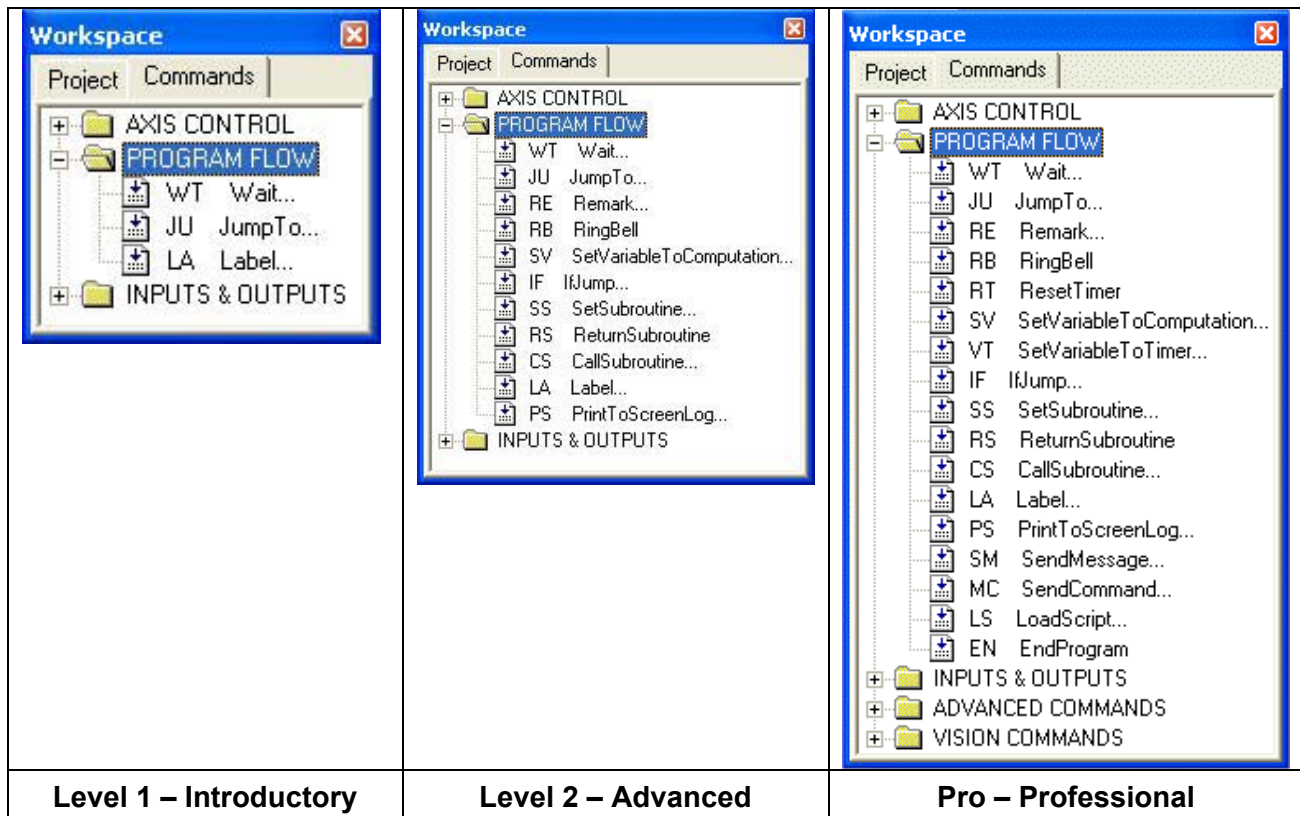 Workspace
Project Commands
AXIS CONTROL
PROGRAM FLOW
WT Wait...
JU JumpTo...
LA Label...
INPUTS & OUTPUTS
Level 1 – Introductory
Workspace
Project Commands
AXIS CONTROL
PROGRAM FLOW
WT Wait...
JU JumpTo...
RE Remark...
RB RingBell
SV SetVariableToComputation...
IF IfJump...
SS SetSubroutine...
RS ReturnSubroutine
CS CallSubroutine...
LA Label...
PS PrintToScreenLog...
INPUTS & OUTPUTS
Level 2 – Advanced
Workspace
Project Commands
AXIS CONTROL
PROGRAM FLOW
WT Wait...
JU JumpTo...
RE Remark...
RB RingBell
RT ResetTimer
SV SetVariableToComputation...
VT SetVariableToTimer...
IF IfJump...
SS SetSubroutine...
RS ReturnSubroutine
CS CallSubroutine...
LA Label...
PS PrintToScreenLog...
SM SendMessage...
MC SendCommand...
LS LoadScript...
EN EndProgram
INPUTS & OUTPUTS
ADVANCED COMMANDS
VISION COMMANDS
Pro – Professional